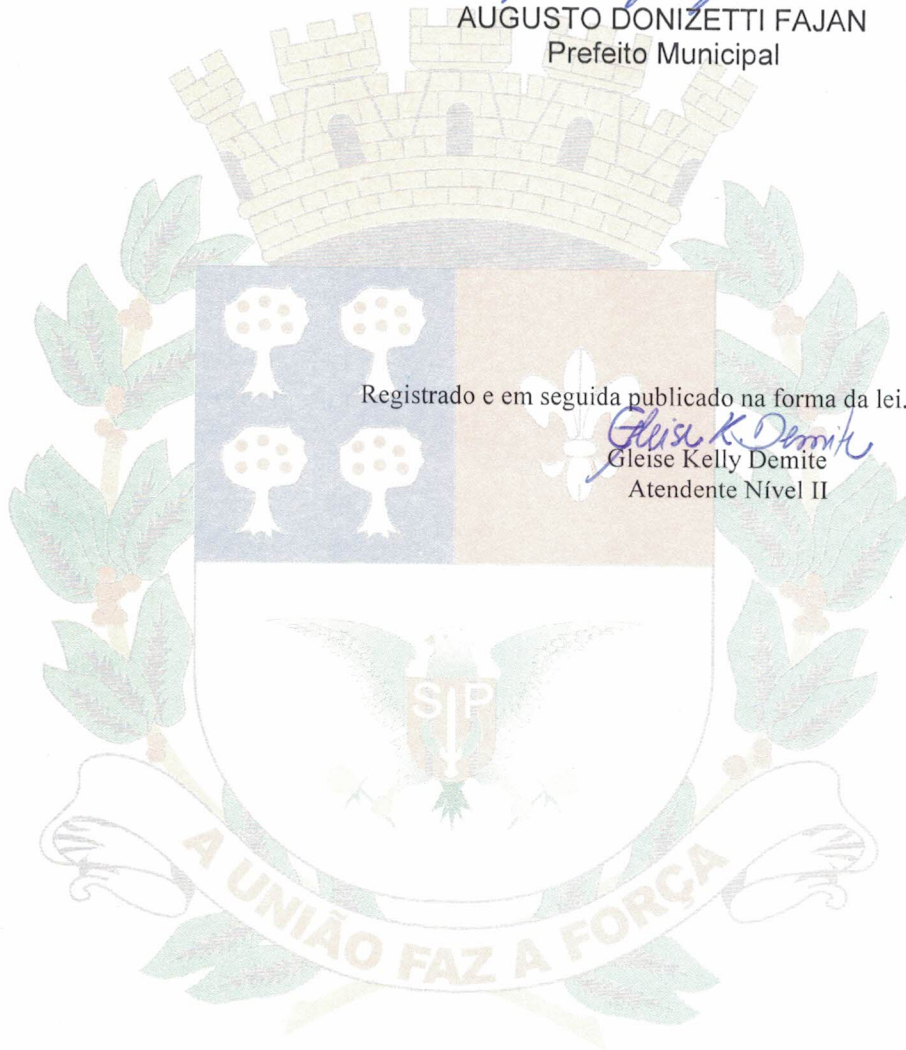 AUGUSTO DONIZETTI FAJAN
Prefeito Municipal
Registrado e em seguida publicado na forma da lei.
Gleise K. Demite
Gleise Kelly Demite
Atendente Nível II
SP
A UNIÃO FAZ A FORÇA